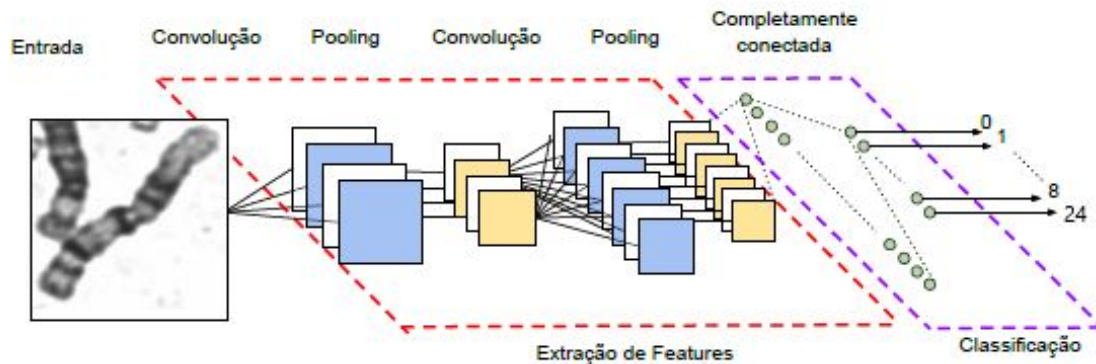 Entrada
Convolução
Pooling
Convolução
Pooling
Completamente
conectada
0
1
8
24
Extração de Features
Classificação